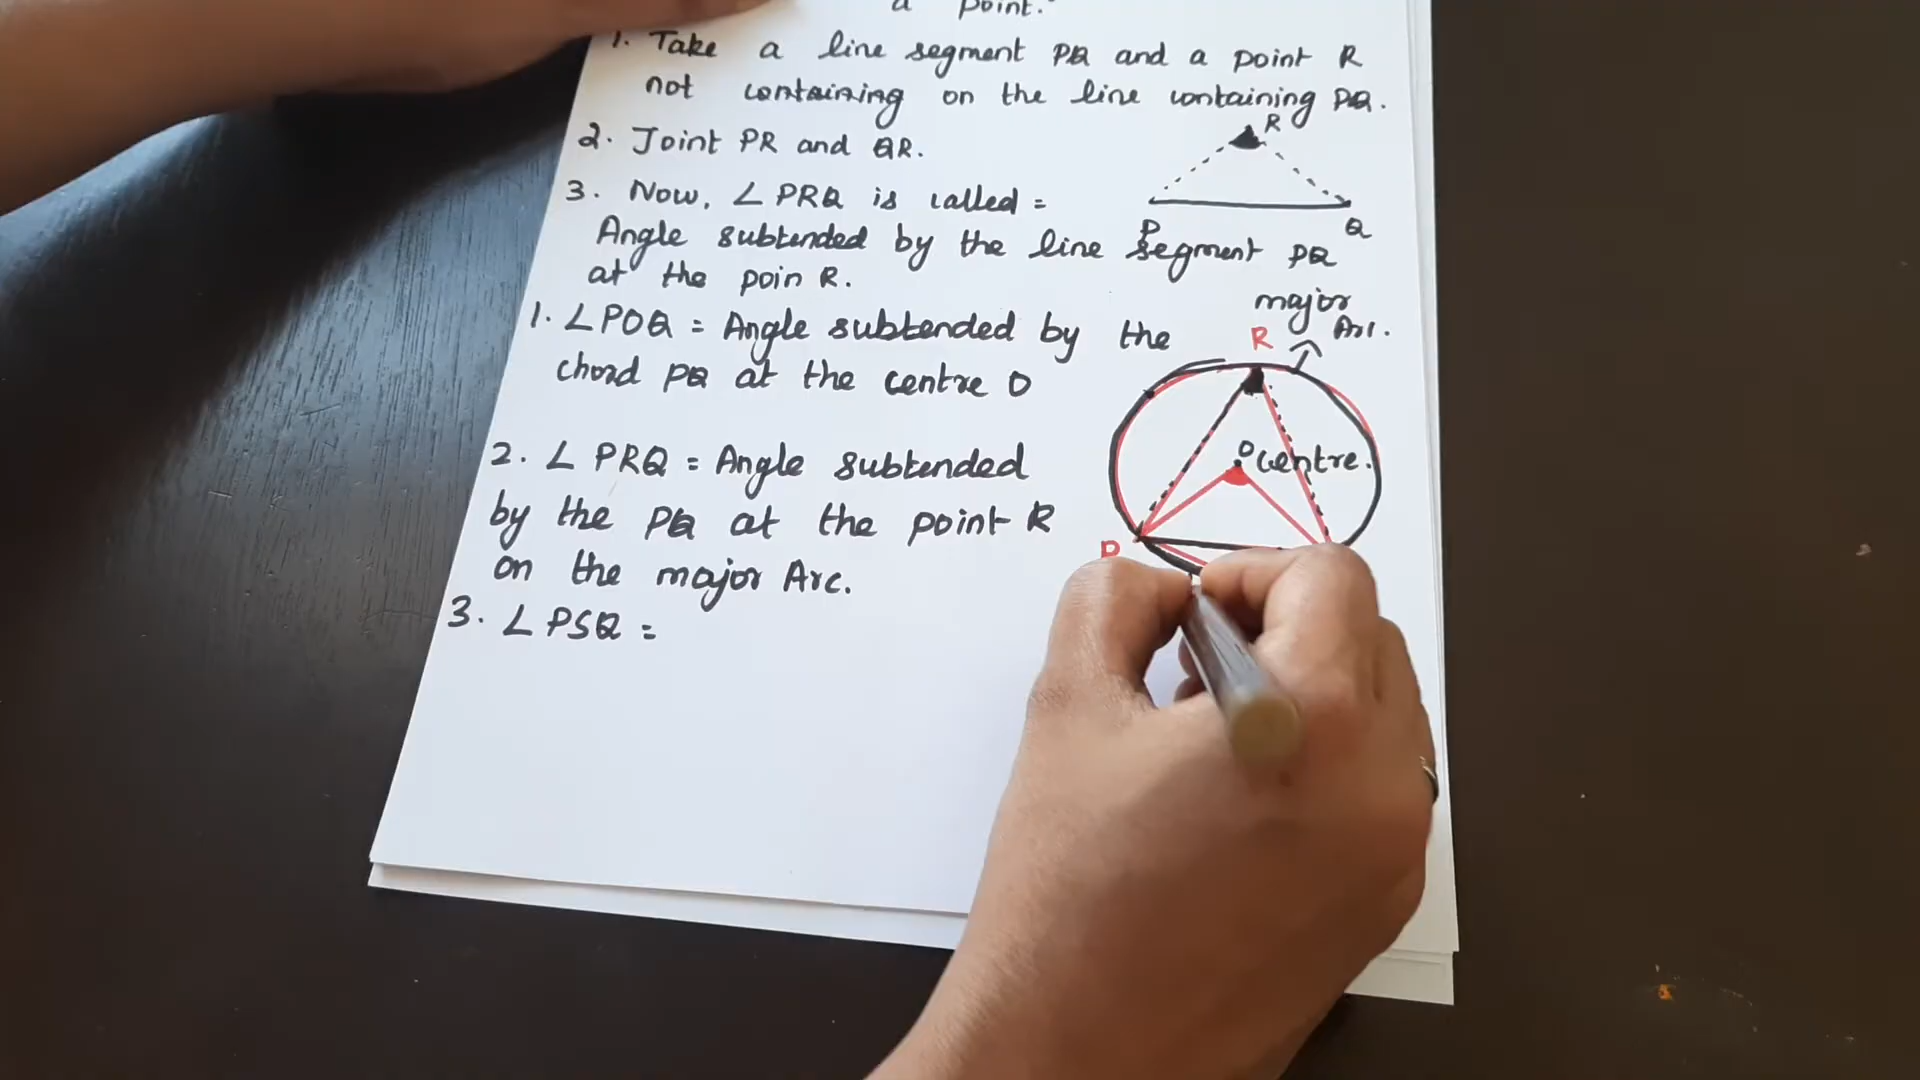 a point.
1. Take a line segment PQ and a point R
not containing on the line containing PQ.
2. Joint PR and QR.
R
3. Now, ∠PRQ is called =
P
Q
Angle subtended by the line segment PQ
at the poin R.
major
Arc.
1. ∠POQ = Angle subtended by the
R
chord PQ at the centre O
O centre.
2. ∠ PRQ = Angle subtended
by the PQ at the point R
P
on the major Arc.
3. ∠ PSQ =